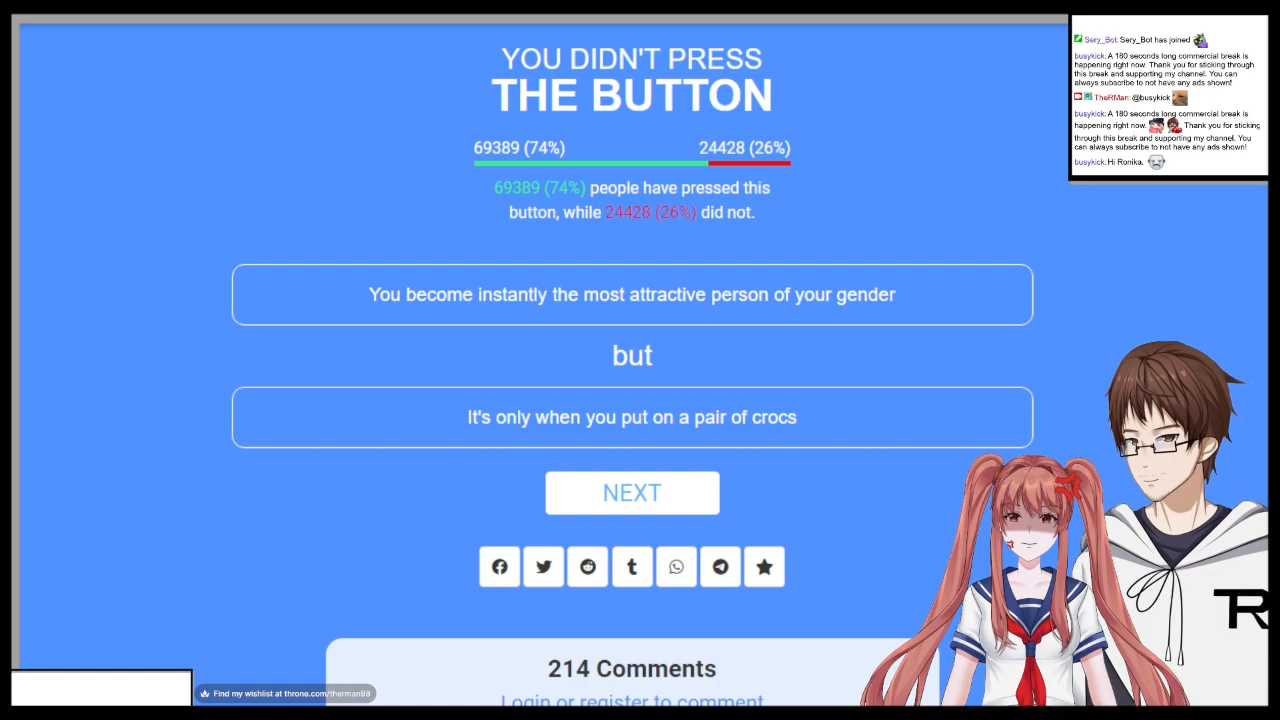 YOU DIDN'T PRESS
THE BUTTON
69389 (74%) 24428 (26%)
69389 (74%) people have pressed this
button, while 24428 (26%) did not.
You become instantly the most attractive person of your gender
but
It's only when you put on a pair of crocs
NEXT
214 Comments
Login or register to comment
Find my wishlist at throne.com/therman98
Sery_Bot: Sery_Bot has joined
busykick: A 180 seconds long commercial break is
happening right now. Thank you for sticking through
this break and supporting my channel. You can
always subscribe to not have any ads shown!
TheRMan: @busykick
busykick: A 180 seconds long commercial break is
happening right now. Thank you for sticking
through this break and supporting my channel. You
can always subscribe to not have any ads shown!
busykick: Hi Ronika.
TR